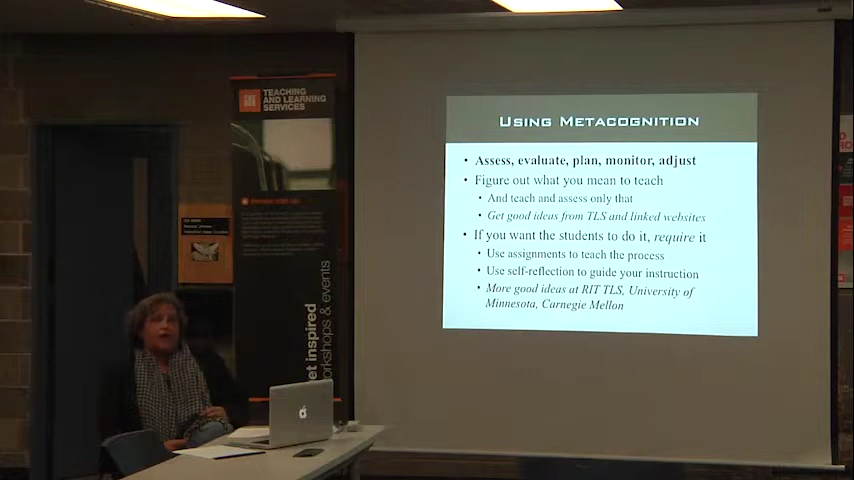 TEACHING
AND LEARNING
SERVICES
et inspired
orkshops & events
USING METACOGNITION
• Assess, evaluate, plan, monitor, adjust
• Figure out what you mean to teach
• And teach and assess only that
• Get good ideas from TLS and linked websites
• If you want the students to do it, require it
• Use assignments to teach the process
• Use self-reflection to guide your instruction
• More good ideas at RIT TLS, University of
Minnesota, Carnegie Mellon